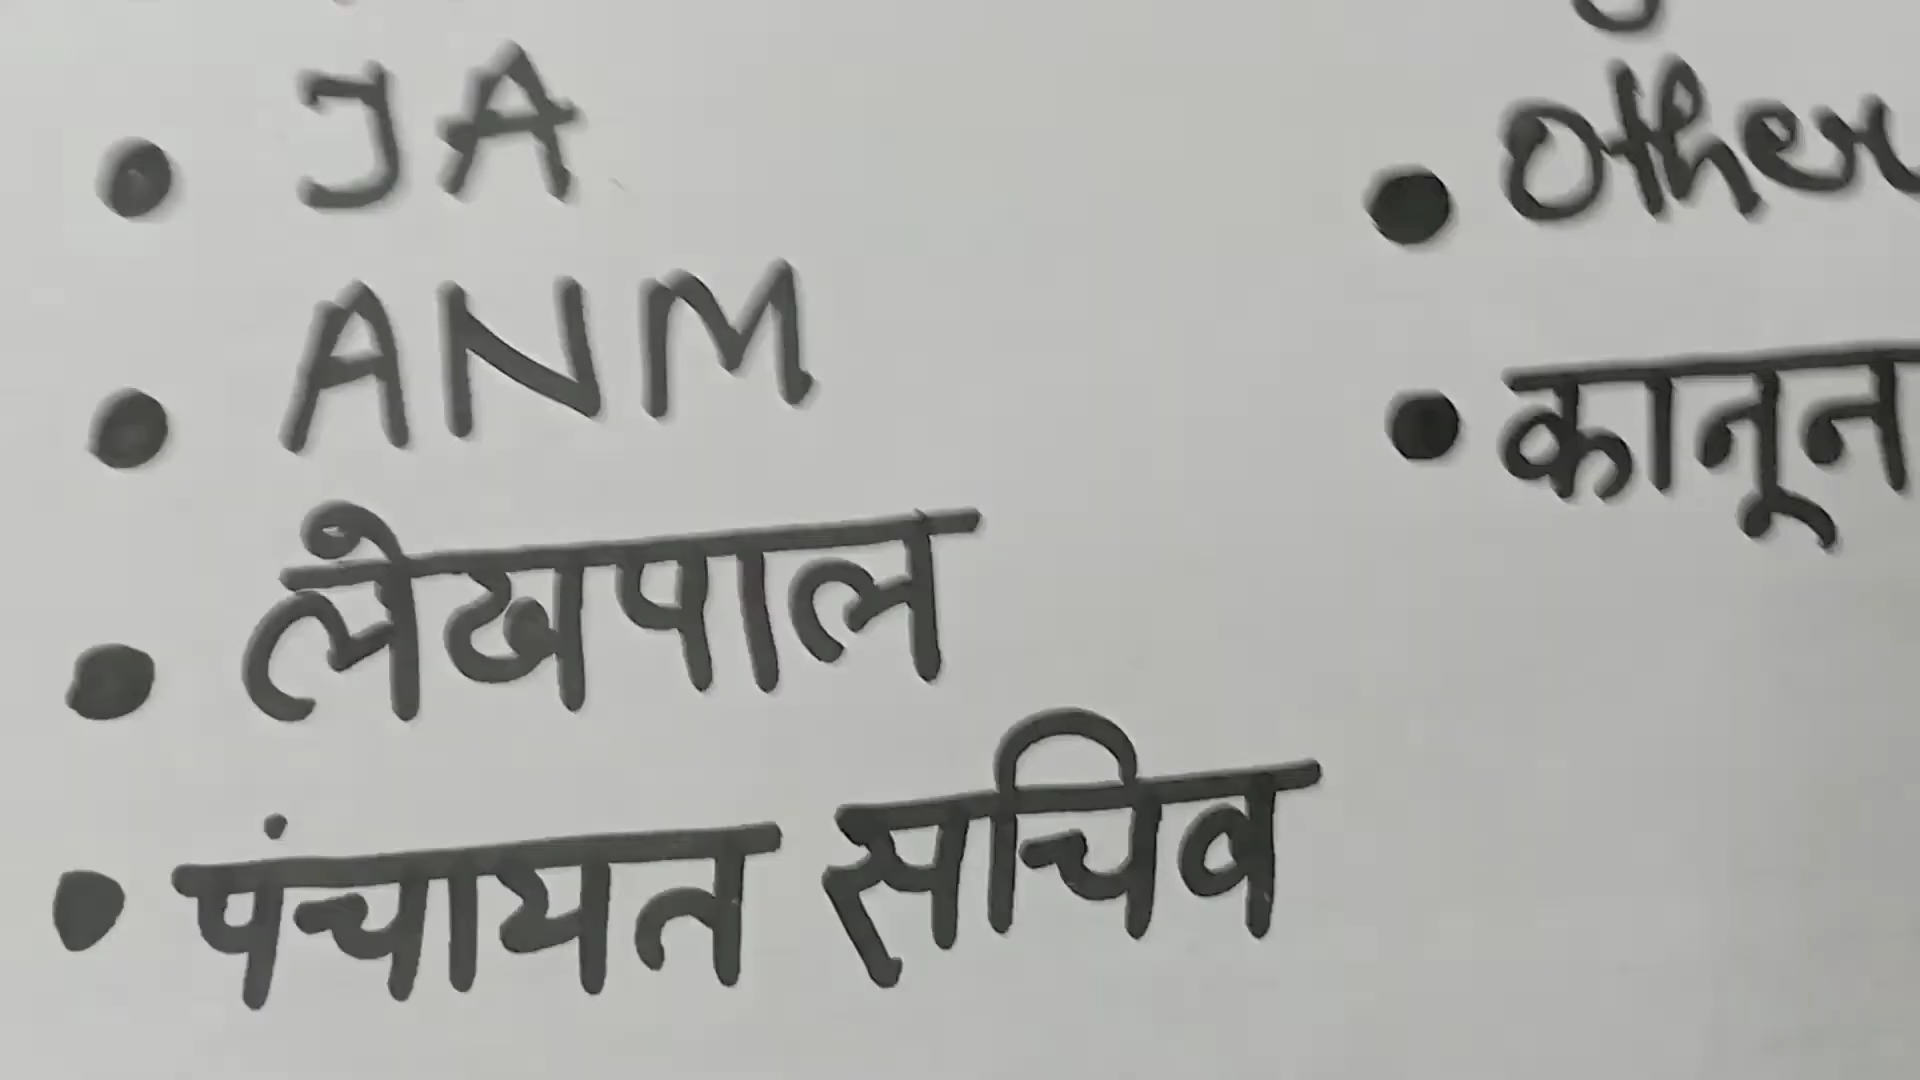 • JA
• ANM
• लेखपाल
• पंचायत सचिव
• Other
• कानून